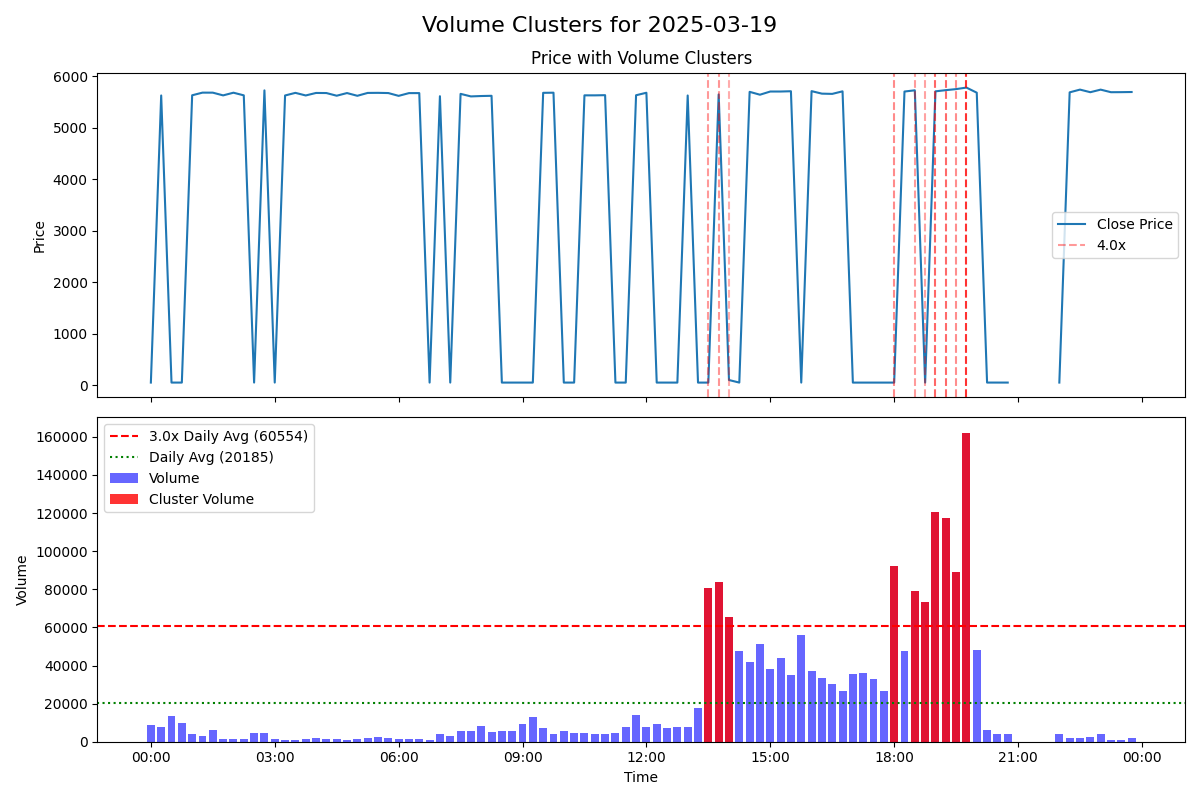 Volume Clusters for 2025-03-19
Price with Volume Clusters
6000
5000
4000
3000
2000
1000
0
Price
Close Price
4.0x
160000
140000
120000
100000
80000
60000
40000
20000
0
Volume
3.0x Daily Avg (60554)
Daily Avg (20185)
Volume
Cluster Volume
00:00 03:00 06:00 09:00 12:00 15:00 18:00 21:00 00:00
Time